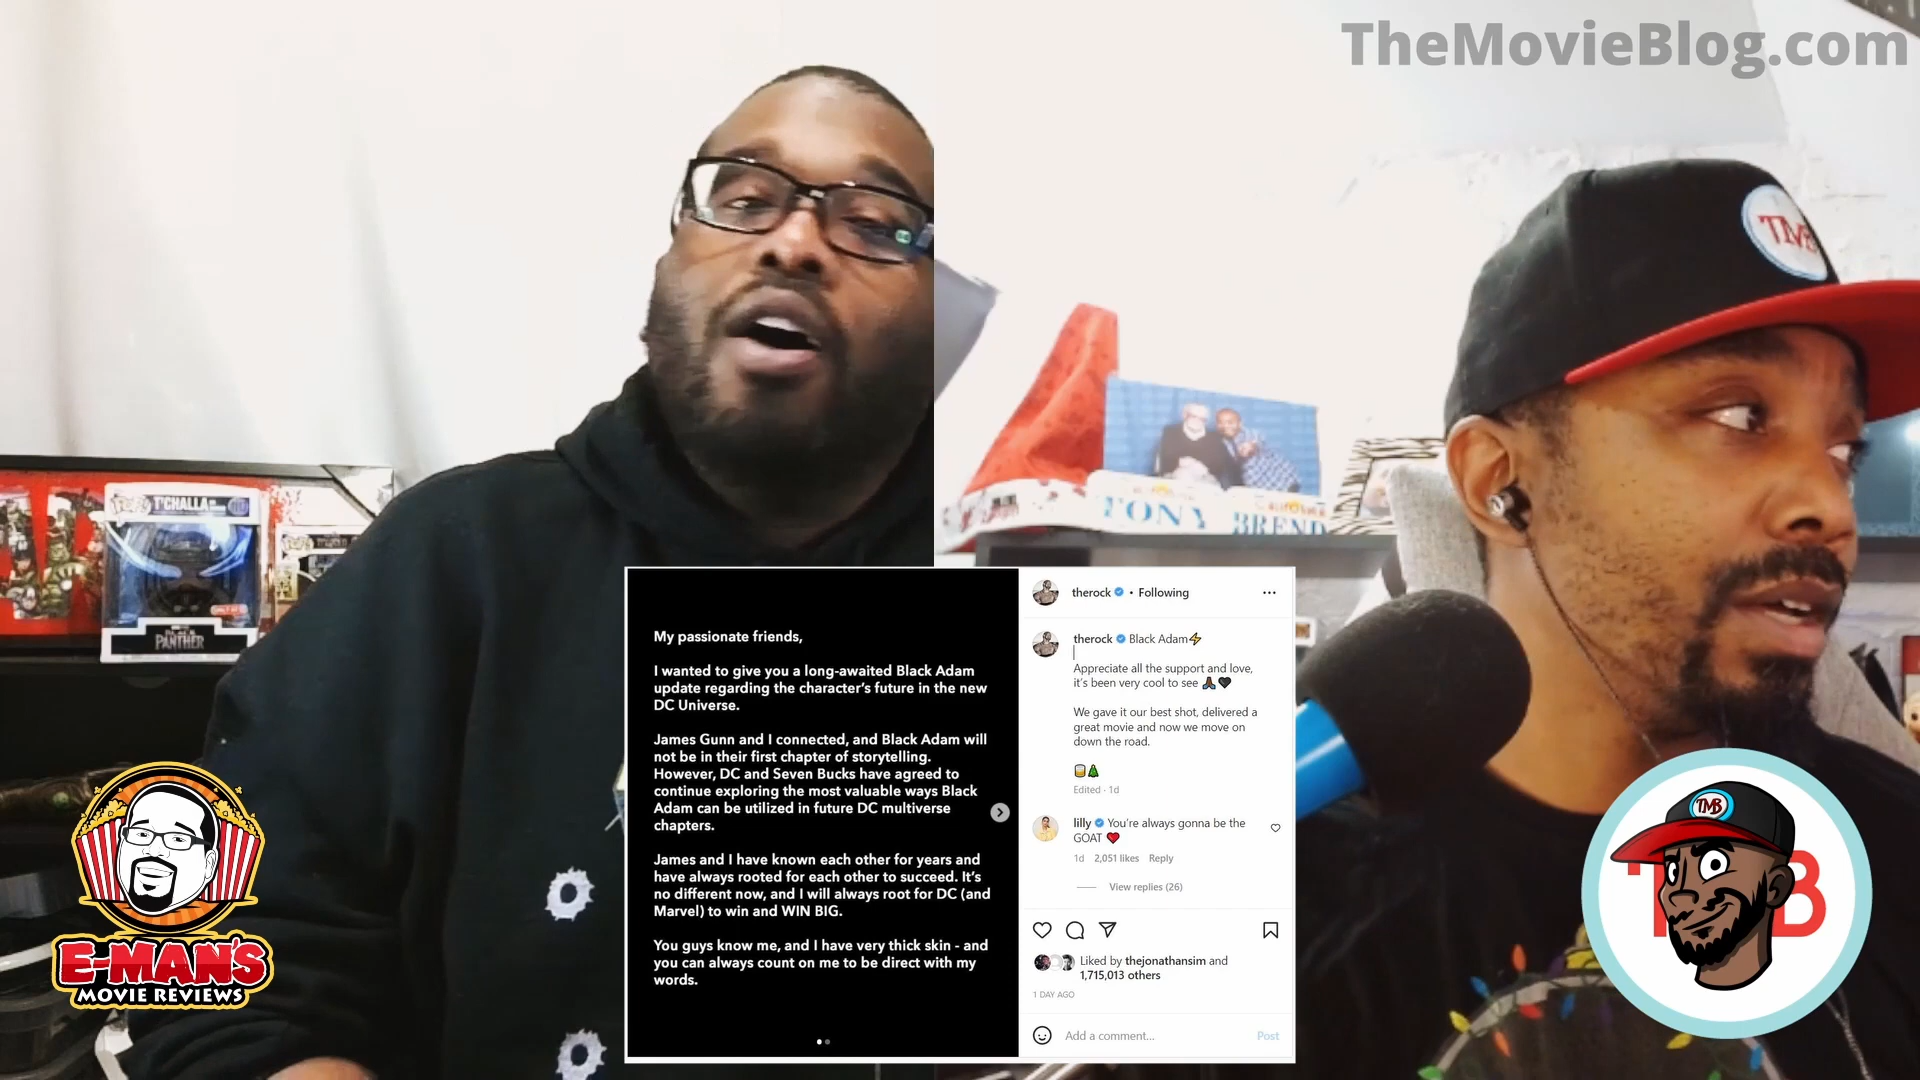 TheMovieBlog.com
TMB
T'CHALLA
BLACK
PANTHER
TONY
BREND
My passionate friends,
I wanted to give you a long-awaited Black Adam
update regarding the character's future in the new
DC Universe.
James Gunn and I connected, and Black Adam will
not be in their first chapter of storytelling.
However, DC and Seven Bucks have agreed to
continue exploring the most valuable ways Black
Adam can be utilized in future DC multiverse
chapters.
James and I have known each other for years and
have always rooted for each other to succeed. It's
no different now, and I will always root for DC (and
Marvel) to win and WIN BIG.
You guys know me, and I have very thick skin - and
you can always count on me to be direct with my
words.
therock • Following
therock Black Adam⚡
Appreciate all the support and love,
it's been very cool to see 🙏🏾🖤
We gave it our best shot, delivered a
great movie and now we move on
down the road.
🥃🌲
Edited · 1d
lilly You're always gonna be the
GOAT ❤️
1d 2,051 likes Reply
View replies (26)
Liked by thejonathansim and
1,715,013 others
1 DAY AGO
Add a comment... Post
E-MAN'S
MOVIE REVIEWS
TMB
T B